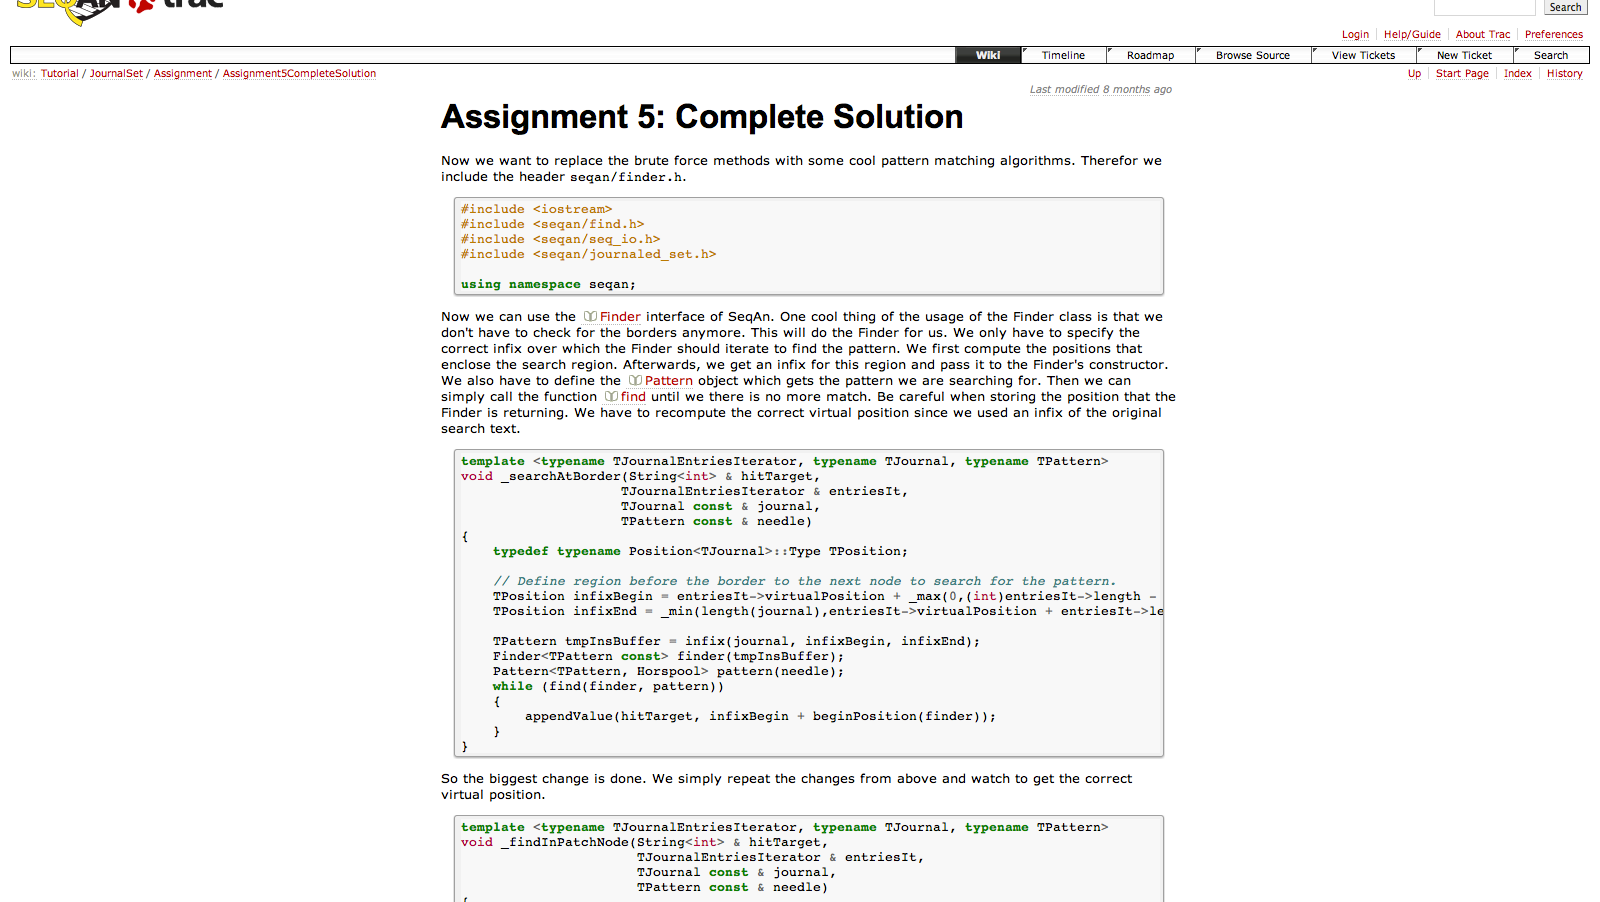 SEQAN trac
Search
Login Help/Guide About Trac Preferences
Wiki Timeline Roadmap Browse Source View Tickets New Ticket Search
wiki: Tutorial / JournalSet / Assignment / Assignment5CompleteSolution
Up Start Page Index History
Last modified 8 months ago
Assignment 5: Complete Solution
Now we want to replace the brute force methods with some cool pattern matching algorithms. Therefor we
include the header seqan/finder.h.
#include <iostream>
#include <seqan/find.h>
#include <seqan/seq_io.h>
#include <seqan/journaled_set.h>
using namespace seqan;
Now we can use the Finder interface of SeqAn. One cool thing of the usage of the Finder class is that we
don't have to check for the borders anymore. This will do the Finder for us. We only have to specify the
correct infix over which the Finder should iterate to find the pattern. We first compute the positions that
enclose the search region. Afterwards, we get an infix for this region and pass it to the Finder's constructor.
We also have to define the Pattern object which gets the pattern we are searching for. Then we can
simply call the function find until we there is no more match. Be careful when storing the position that the
Finder is returning. We have to recompute the correct virtual position since we used an infix of the original
search text.
template <typename TJournalEntriesIterator, typename TJournal, typename TPattern>
void _searchAtBorder(String<int> & hitTarget,
TJournalEntriesIterator & entriesIt,
TJournal const & journal,
TPattern const & needle)
{
typedef typename Position<TJournal>::Type TPosition;
// Define region before the border to the next node to search for the pattern.
TPosition infixBegin = entriesIt->virtualPosition + _max(0,(int)entriesIt->length -
TPosition infixEnd = _min(length(journal),entriesIt->virtualPosition + entriesIt->le
TPattern tmpInsBuffer = infix(journal, infixBegin, infixEnd);
Finder<TPattern const> finder(tmpInsBuffer);
Pattern<TPattern, Horspool> pattern(needle);
while (find(finder, pattern))
{
appendValue(hitTarget, infixBegin + beginPosition(finder));
}
}
So the biggest change is done. We simply repeat the changes from above and watch to get the correct
virtual position.
template <typename TJournalEntriesIterator, typename TJournal, typename TPattern>
void _findInPatchNode(String<int> & hitTarget,
TJournalEntriesIterator & entriesIt,
TJournal const & journal,
TPattern const & needle)
{